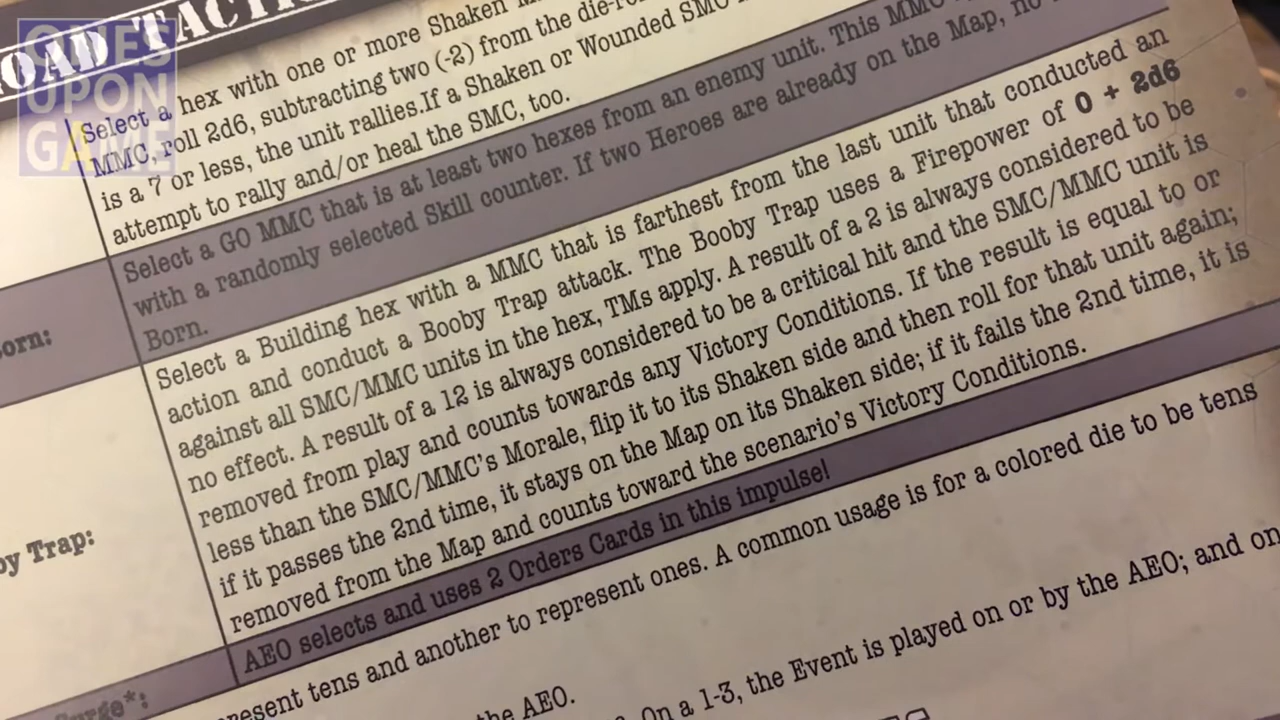 OAD TACTI
ONES UPON GAME
Select a hex with one or more Shaken
MMC, roll 2d6, subtracting two (-2) from the die-ro
is a 7 or less, the unit rallies.If a Shaken or Wounded SMC
attempt to rally and/or heal the SMC, too.
Select a GO MMC that is at least two hexes from an enemy unit. This MMC
with a randomly selected Skill counter. If two Heroes are already on the Map, no
Born.
orn:
Select a Building hex with a MMC that is farthest from the last unit that conducted an
action and conduct a Booby Trap attack. The Booby Trap uses a Firepower of 0 + 2d6
against all SMC/MMC units in the hex, TMs apply. A result of a 2 is always considered to be
no effect. A result of a 12 is always considered to be a critical hit and the SMC/MMC unit is
removed from play and counts towards any Victory Conditions. If the result is equal to or
less than the SMC/MMC's Morale, flip it to its Shaken side and then roll for that unit again;
if it passes the 2nd time, it stays on the Map on its Shaken side; if it fails the 2nd time, it is
removed from the Map and counts toward the scenario's Victory Conditions.
by Trap:
AEO selects and uses 2 Orders Cards in this impulse!
Surge*:
present tens and another to represent ones. A common usage is for a colored die to be tens
the AEO.
On a 1-3, the Event is played on or by the AEO; and on